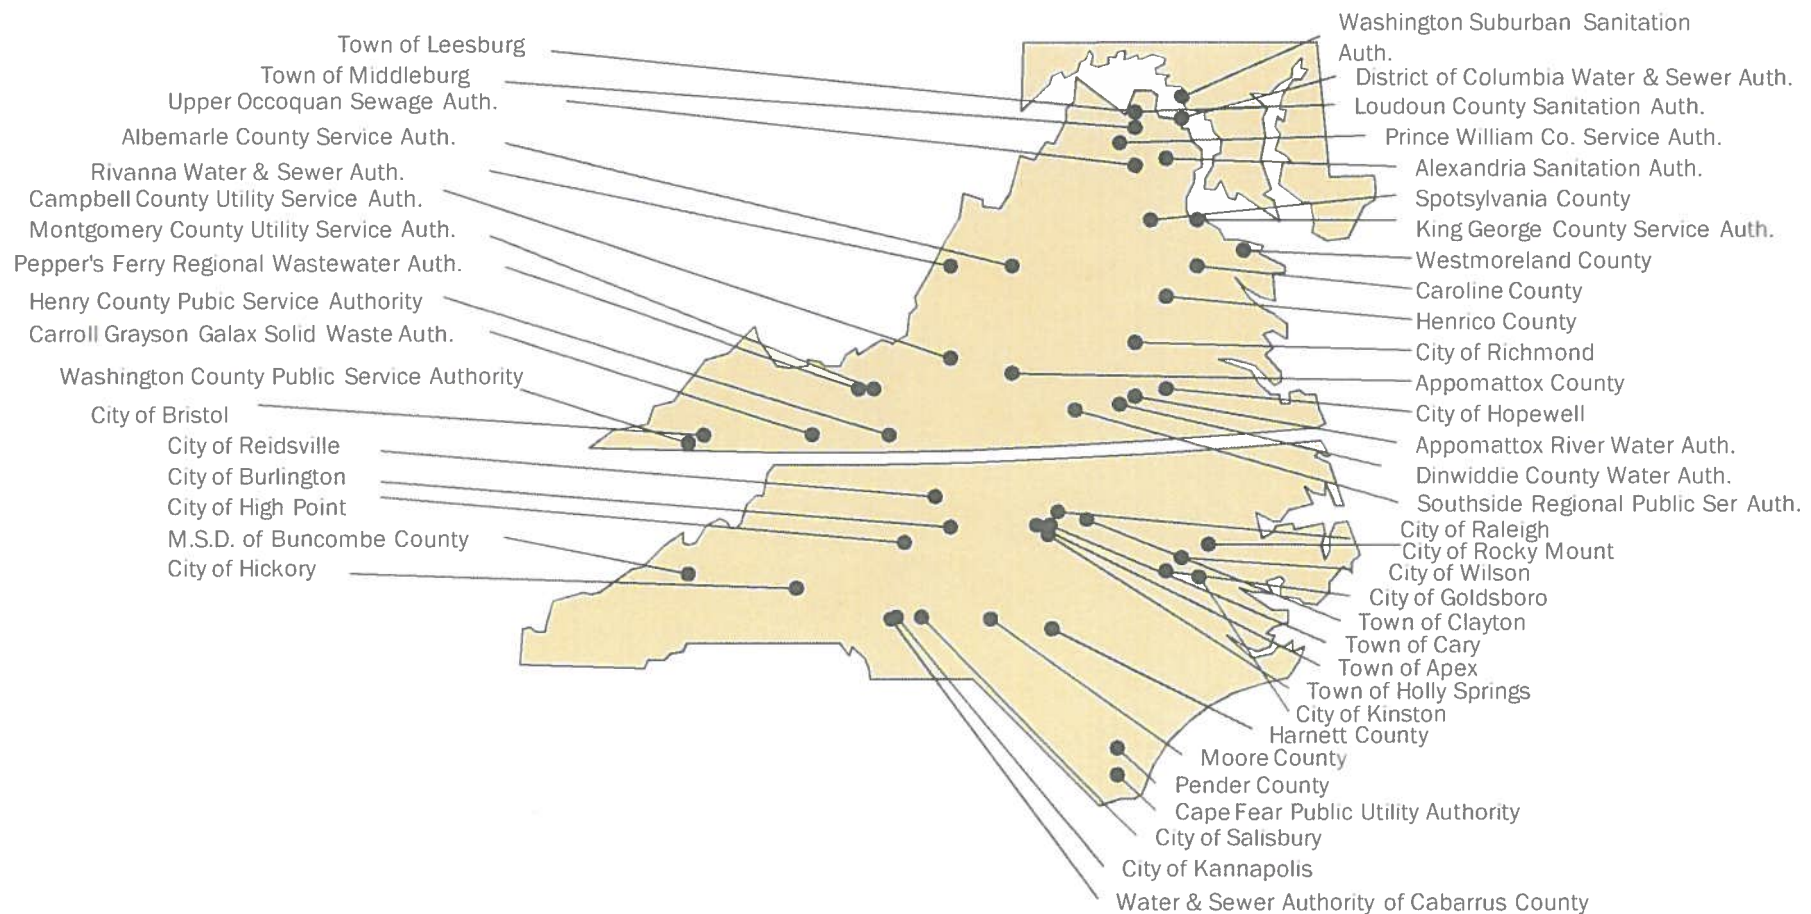 Town of Leesburg
Town of Middleburg
Upper Occoquan Sewage Auth.
Albemarle County Service Auth.
Rivanna Water & Sewer Auth.
Campbell County Utility Service Auth.
Montgomery County Utility Service Auth.
Pepper's Ferry Regional Wastewater Auth.
Henry County Pubic Service Authority
Carroll Grayson Galax Solid Waste Auth.
Washington County Public Service Authority
City of Bristol
City of Reidsville
City of Burlington
City of High Point
M.S.D. of Buncombe County
City of Hickory
Washington Suburban Sanitation
Auth.
District of Columbia Water & Sewer Auth.
Loudoun County Sanitation Auth.
Prince William Co. Service Auth.
Alexandria Sanitation Auth.
Spotsylvania County
King George County Service Auth.
Westmoreland County
Caroline County
Henrico County
City of Richmond
Appomattox County
City of Hopewell
Appomattox River Water Auth.
Dinwiddie County Water Auth.
Southside Regional Public Ser Auth.
City of Raleigh
City of Rocky Mount
City of Wilson
City of Goldsboro
Town of Clayton
Town of Cary
Town of Apex
Town of Holly Springs
City of Kinston
Harnett County
Moore County
Pender County
Cape Fear Public Utility Authority
City of Salisbury
City of Kannapolis
Water & Sewer Authority of Cabarrus County